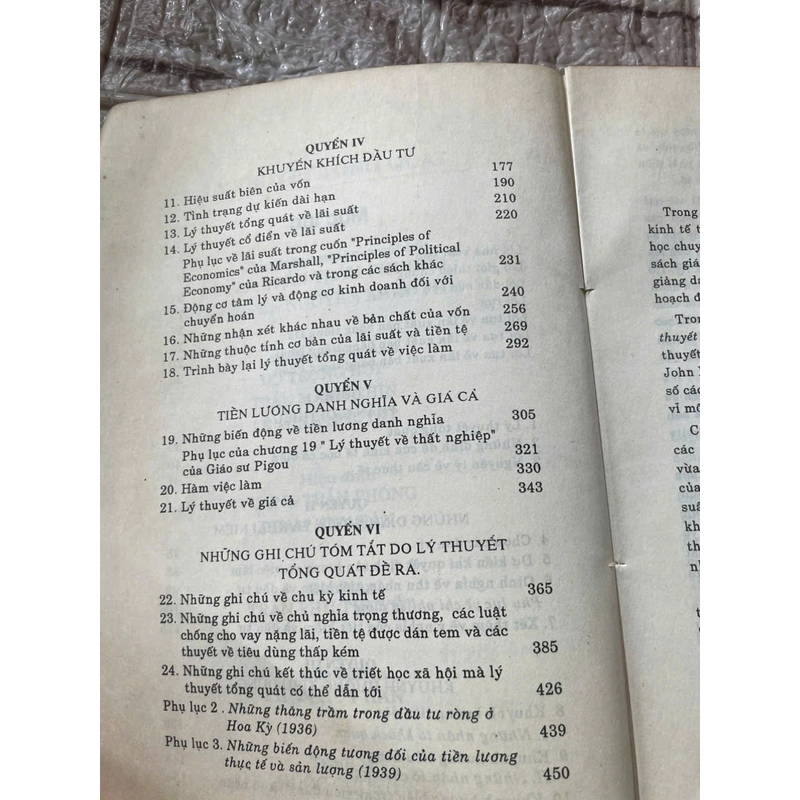 QUYỂN IV
KHUYẾN KHÍCH DẦU TƯ
11. Hiệu suất biên của vốn 177
12. Tình trạng dự kiến dài hạn 190
13. Lý thuyết tổng quát về lãi suất 210
14. Lý thuyết cổ điển về lãi suất 220
Phụ lục về lãi suất trong cuốn "Principles of
Economics" của Marshall, "Principles of Political
Economy" của Ricardo và trong các sách khác 231
15. Động cơ tâm lý và động cơ kinh doanh đối với
chuyển hoán 240
16. Những nhận xét khác nhau về bản chất của vốn 256
17. Những thuộc tính cơ bản của lãi suất và tiền tệ 269
18. Trình bày lại lý thuyết tổng quát về việc làm 292
QUYỂN V
TIỀN LƯƠNG DANH NGHĨA VÀ GIÁ CẢ
19. Những biến động về tiền lương danh nghĩa 305
Phụ lục của chương 19 " Lý thuyết về thất nghiệp"
của Giáo sư Pigou 321
20. Hàm việc làm 330
21. Lý thuyết về giá cả 343
QUYỂN VI
NHỮNG GHI CHÚ TÓM TẮT DO LÝ THUYẾT
TỔNG QUÁT DỀ RA.
22. Những ghi chú về chu kỳ kinh tế 365
23. Những ghi chú về chủ nghĩa trọng thương, các luật
chống cho vay nặng lãi, tiền tệ được dán tem và các
thuyết về tiêu dùng thấp kém 385
24. Những ghi chú kết thúc về triết học xã hội mà lý
thuyết tổng quát có thể dẫn tới 426
Phụ lục 2 . Những thăng trầm trong đầu tư ròng ở
Hoa Kỳ (1936) 439
Phụ lục 3. Những biến động tương đối của tiền lương
thực tế và sản lượng (1939) 450
Trong
kinh tế t
học chuy
sách giá
giảng dạ
hoạch đ
Tron
thuyết
thuyết
John
số các
vĩ mô
C
các
vừa
của
suấ
kh
th
n